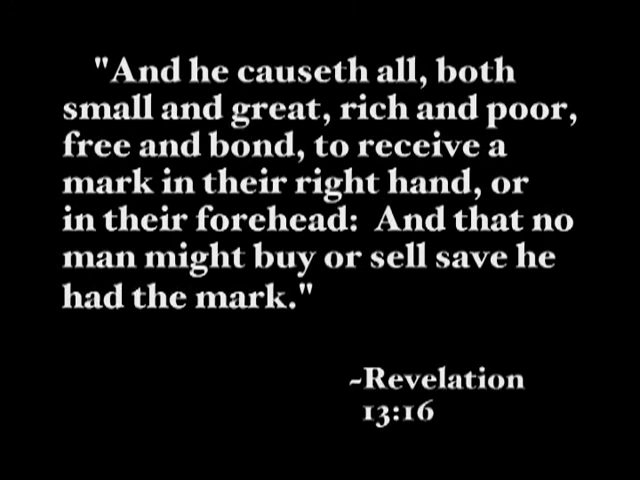 "And he causeth all, both
small and great, rich and poor,
free and bond, to receive a
mark in their right hand, or
in their forehead:  And that no
man might buy or sell save he
had the mark."
~Revelation
13:16